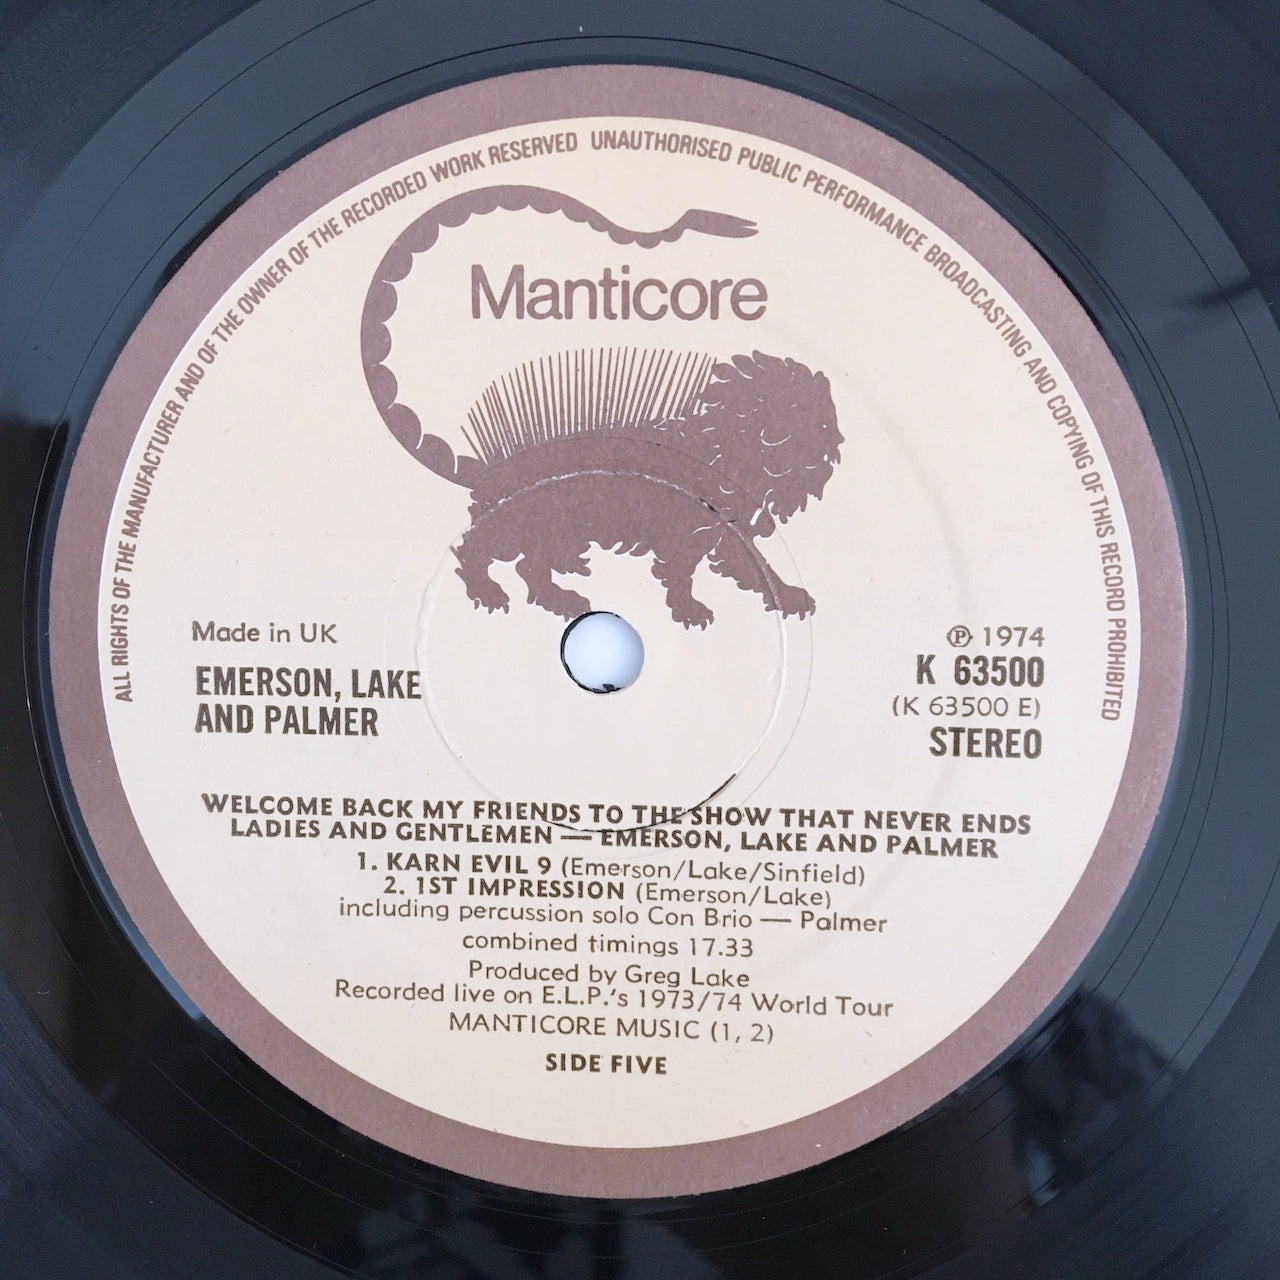 ALL RIGHTS OF THE MANUFACTURER AND OF THE OWNER OF THE RECORDED WORK RESERVED UNAUTHORISED PUBLIC PERFORMANCE BROADCASTING AND COPYING OF THIS RECORD PROHIBITED
Manticore
Made in UK
EMERSON, LAKE
AND PALMER
Ⓟ 1974
K 63500
(K 63500 E)
STEREO
WELCOME BACK MY FRIENDS TO THE SHOW THAT NEVER ENDS
LADIES AND GENTLEMEN — EMERSON, LAKE AND PALMER
1. KARN EVIL 9 (Emerson/Lake/Sinfield)
2. 1ST IMPRESSION (Emerson/Lake)
including percussion solo Con Brio — Palmer
combined timings 17.33
Produced by Greg Lake
Recorded live on E.L.P.'s 1973/74 World Tour
MANTICORE MUSIC (1, 2)
SIDE FIVE